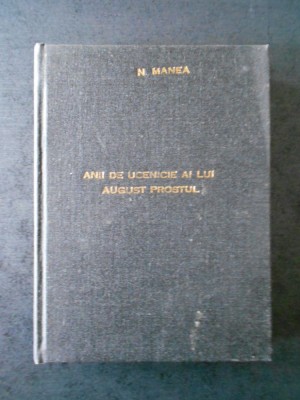 N. MANEA
ANII DE UCENICIE AI LUI
AUGUST PROSTUL